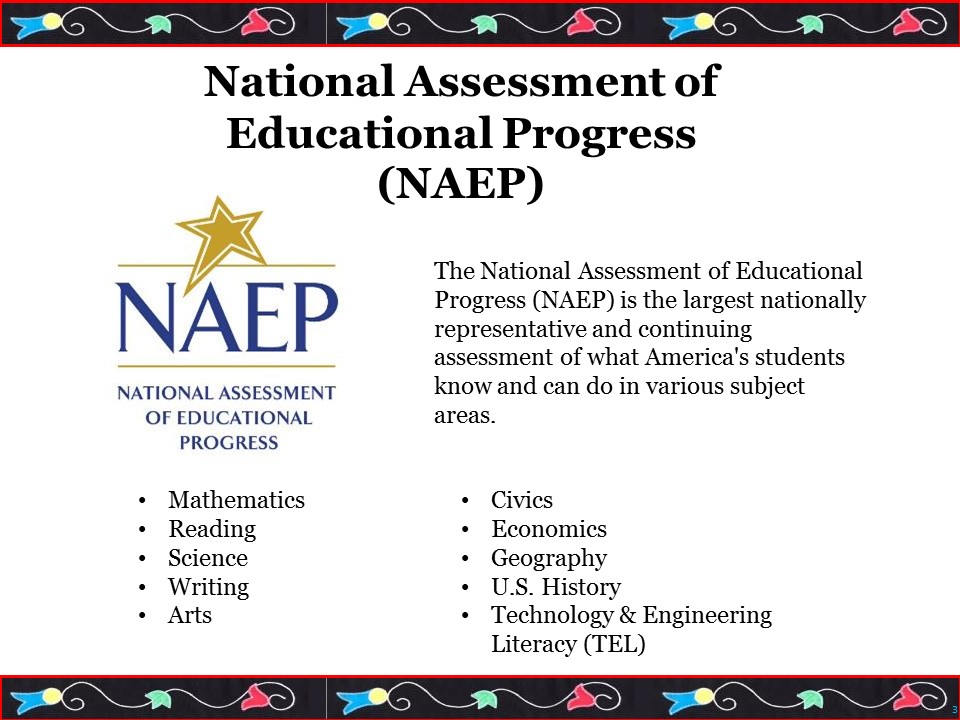 National Assessment of
Educational Progress
(NAEP)
NAEP
NATIONAL ASSESSMENT
OF EDUCATIONAL
PROGRESS
The National Assessment of Educational
Progress (NAEP) is the largest nationally
representative and continuing
assessment of what America's students
know and can do in various subject
areas.
• Mathematics
• Reading
• Science
• Writing
• Arts
• Civics
• Economics
• Geography
• U.S. History
• Technology & Engineering
Literacy (TEL)
3